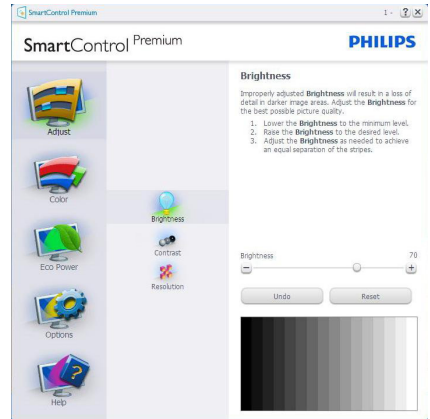 SmartControl Premium
1 -
?
SmartControl Premium
PHILIPS
Adjust
Color
Eco Power
Options
Help
Brightness
Contrast
Resolution
Brightness
Improperly adjusted Brightness will result in a loss of
detail in darker image areas. Adjust the Brightness for
the best possible picture quality.
1. Lower the Brightness to the minimum level.
2. Raise the Brightness to the desired level.
3. Adjust the Brightness as needed to achieve
an equal separation of the stripes.
Brightness 70
Undo Reset